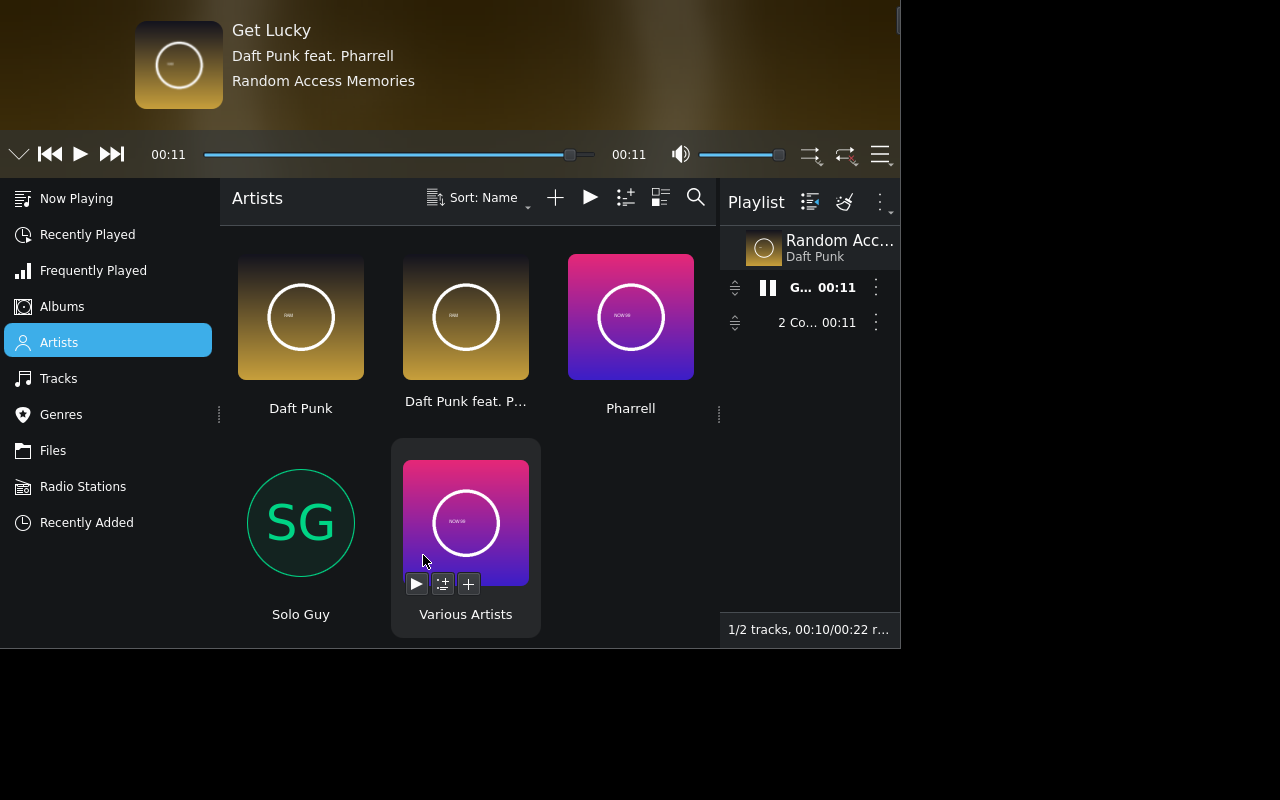 Get Lucky
Daft Punk feat. Pharrell
Random Access Memories
00:11
00:11
Now Playing
Recently Played
Frequently Played
Albums
Artists
Tracks
Genres
Files
Radio Stations
Recently Added
Artists
Sort: Name
Daft Punk
Daft Punk feat. P...
Pharrell
SG
Solo Guy
NOW 99
Various Artists
Playlist
Random Acc...
Daft Punk
G... 00:11
2 Co... 00:11
1/2 tracks, 00:10/00:22 r...